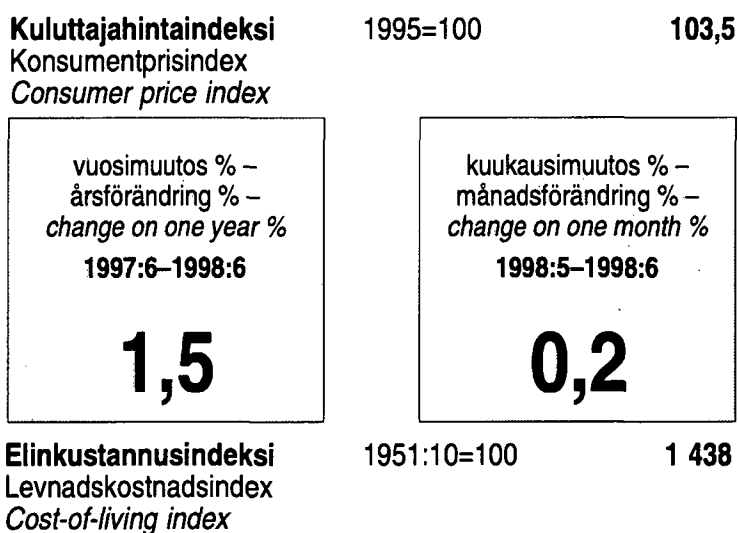 Kuluttajahintaindeksi 1995=100 103,5
Konsumentprisindex
Consumer price index
vuosimuutos % –
årsförändring % –
change on one year %
1997:6–1998:6
1,5
kuukausimuutos % –
månadsförändring % –
change on one month %
1998:5–1998:6
0,2
Elinkustannusindeksi 1951:10=100 1 438
Levnadskostnadsindex
Cost-of-living index